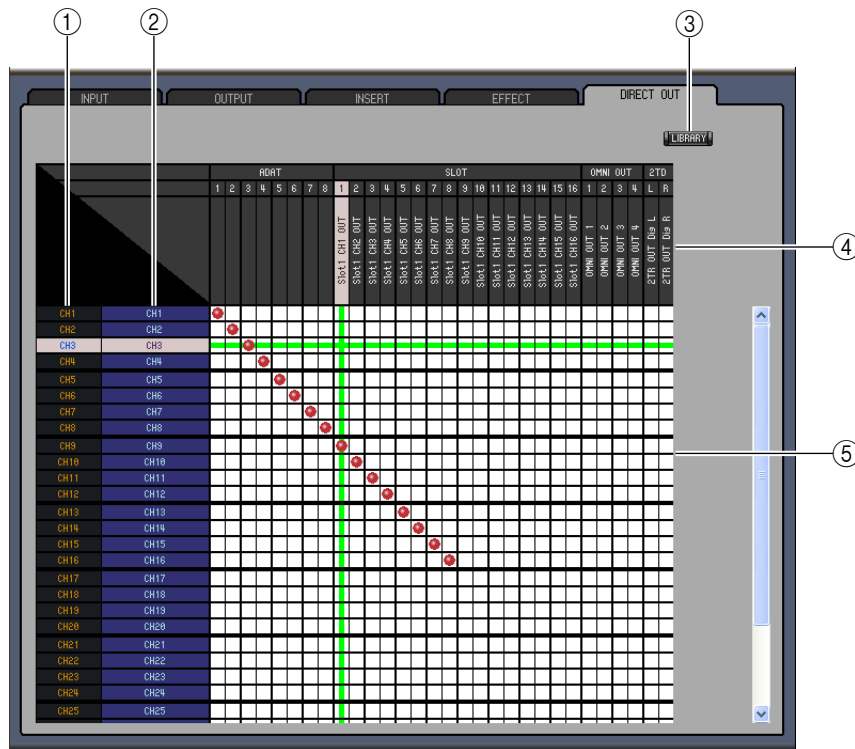 ① ② ③
INPUT OUTPUT INSERT EFFECT DIRECT OUT
LIBRARY
ADAT SLOT OMNI OUT 2TD
1 2 3 4 5 6 7 8 1 2 3 4 5 6 7 8 9 10 11 12 13 14 15 16 1 2 3 4 L R
Slot1 CH1 OUT
Slot1 CH2 OUT
Slot1 CH3 OUT
Slot1 CH4 OUT
Slot1 CH5 OUT
Slot1 CH6 OUT
Slot1 CH7 OUT
Slot1 CH8 OUT
Slot1 CH9 OUT
Slot1 CH10 OUT
Slot1 CH11 OUT
Slot1 CH12 OUT
Slot1 CH13 OUT
Slot1 CH14 OUT
Slot1 CH15 OUT
Slot1 CH16 OUT
OMNI OUT 1
OMNI OUT 2
OMNI OUT 3
OMNI OUT 4
2TR OUT Dig L
2TR OUT Dig R
④
CH1 CH1
CH2 CH2
CH3 CH3
CH4 CH4
CH5 CH5
CH6 CH6
CH7 CH7
CH8 CH8
CH9 CH9
⑤
CH10 CH10
CH11 CH11
CH12 CH12
CH13 CH13
CH14 CH14
CH15 CH15
CH16 CH16
CH17 CH17
CH18 CH18
CH19 CH19
CH20 CH20
CH21 CH21
CH22 CH22
CH23 CH23
CH24 CH24
CH25 CH25